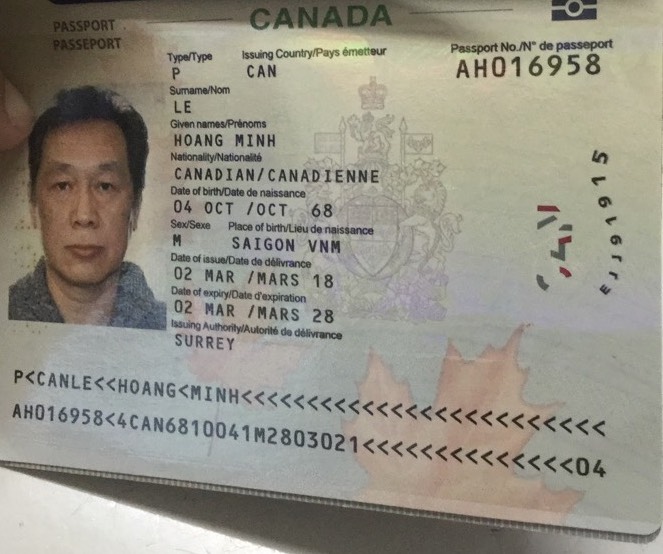 PASSPORT
PASSEPORT
CANADA
Type/Type
P
Issuing Country/Pays émetteur
CAN
Passport No./N° de passeport
AH016958
Surname/Nom
LE
Given names/Prénoms
HOANG MINH
Nationality/Nationalité
CANADIAN/CANADIENNE
Date of birth/Date de naissance
04 OCT /OCT 68
Sex/Sexe Place of birth/Lieu de naissance
M SAIGON VNM
Date of issue/Date de délivrance
02 MAR /MARS 18
Date of expiry/Date d'expiration
02 MAR /MARS 28
Issuing Authority/Autorité de délivrance
SURREY
P<CANLE<<HOANG<MINH<<<<<<<<<<<<<<<<<<<<<<<<<
AH016958<4CAN6810041M2803021<<<<<<<<<<<<<<04